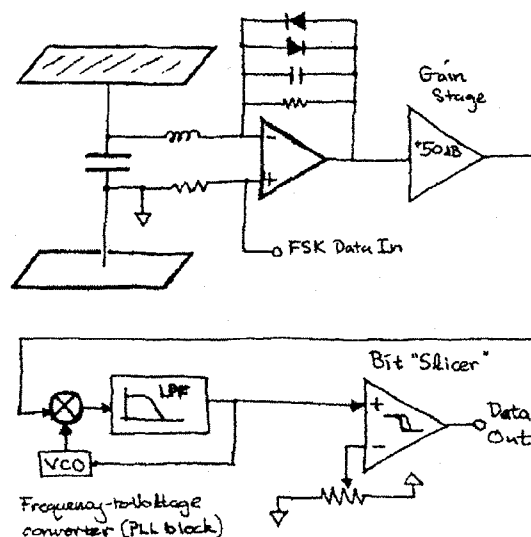 Gain
Stage
+50dB
FSK Data In
Bit "Slicer"
LPF
Data
Out
VCO
Frequency-to-Voltage
converter (PLL block)